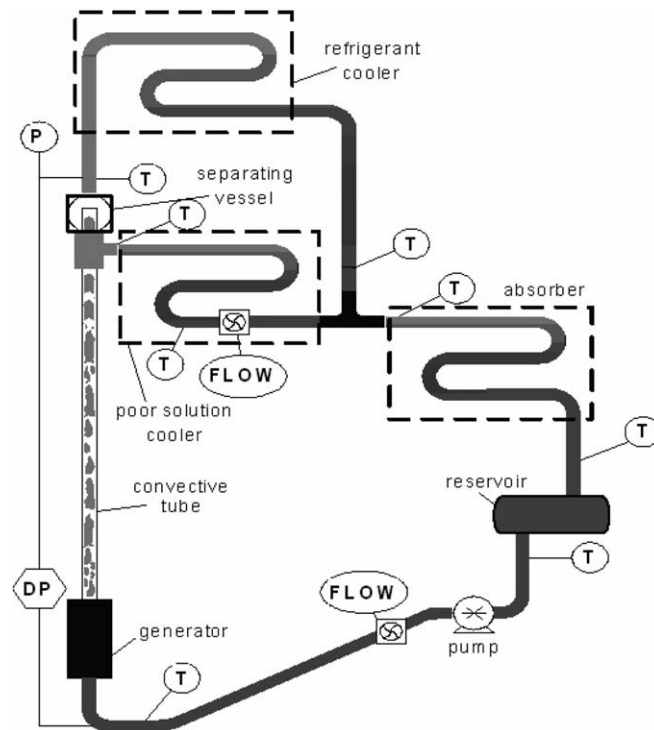 refrigerant
cooler
P
T
separating
vessel
T
T
T
absorber
T
FLOW
poor solution
cooler
T
reservoir
convective
tube
T
DP
FLOW
generator
pump
T